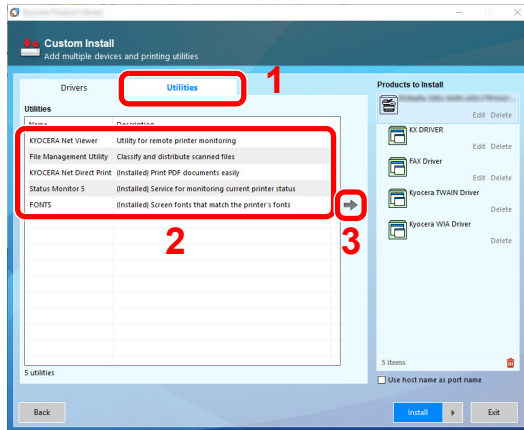 Custom Install
Add multiple devices and printing utilities
Drivers
Utilities
1
Utilities
Name Description
KYOCERA Net Viewer Utility for remote printer monitoring
File Management Utility Classify and distribute scanned files
KYOCERA Net Direct Print (Installed) Print PDF documents easily
Status Monitor 5 (Installed) Service for monitoring current printer status
FONTS (Installed) Screen fonts that match the printer's fonts
2
3
5 utilities
Products to Install
Edit Delete
KX DRIVER
Edit Delete
FAX Driver
Edit Delete
Kyocera TWAIN Driver
Delete
Kyocera WIA Driver
Delete
5 items
Use host name as port name
Back
Install
Exit